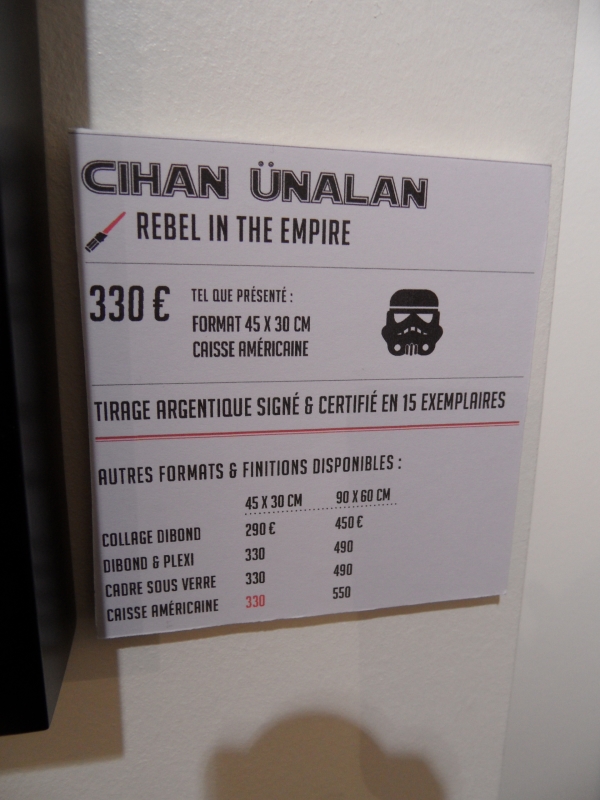 CIHAN ÜNALAN
REBEL IN THE EMPIRE
330 €
TEL QUE PRÉSENTÉ :
FORMAT 45 X 30 CM
CAISSE AMÉRICAINE
TIRAGE ARGENTIQUE SIGNÉ & CERTIFIÉ EN 15 EXEMPLAIRES
AUTRES FORMATS & FINITIONS DISPONIBLES :
45 X 30 CM 90 X 60 CM
COLLAGE DIBOND 290 € 450 €
DIBOND & PLEXI 330 490
CADRE SOUS VERRE 330 490
CAISSE AMÉRICAINE 330 550